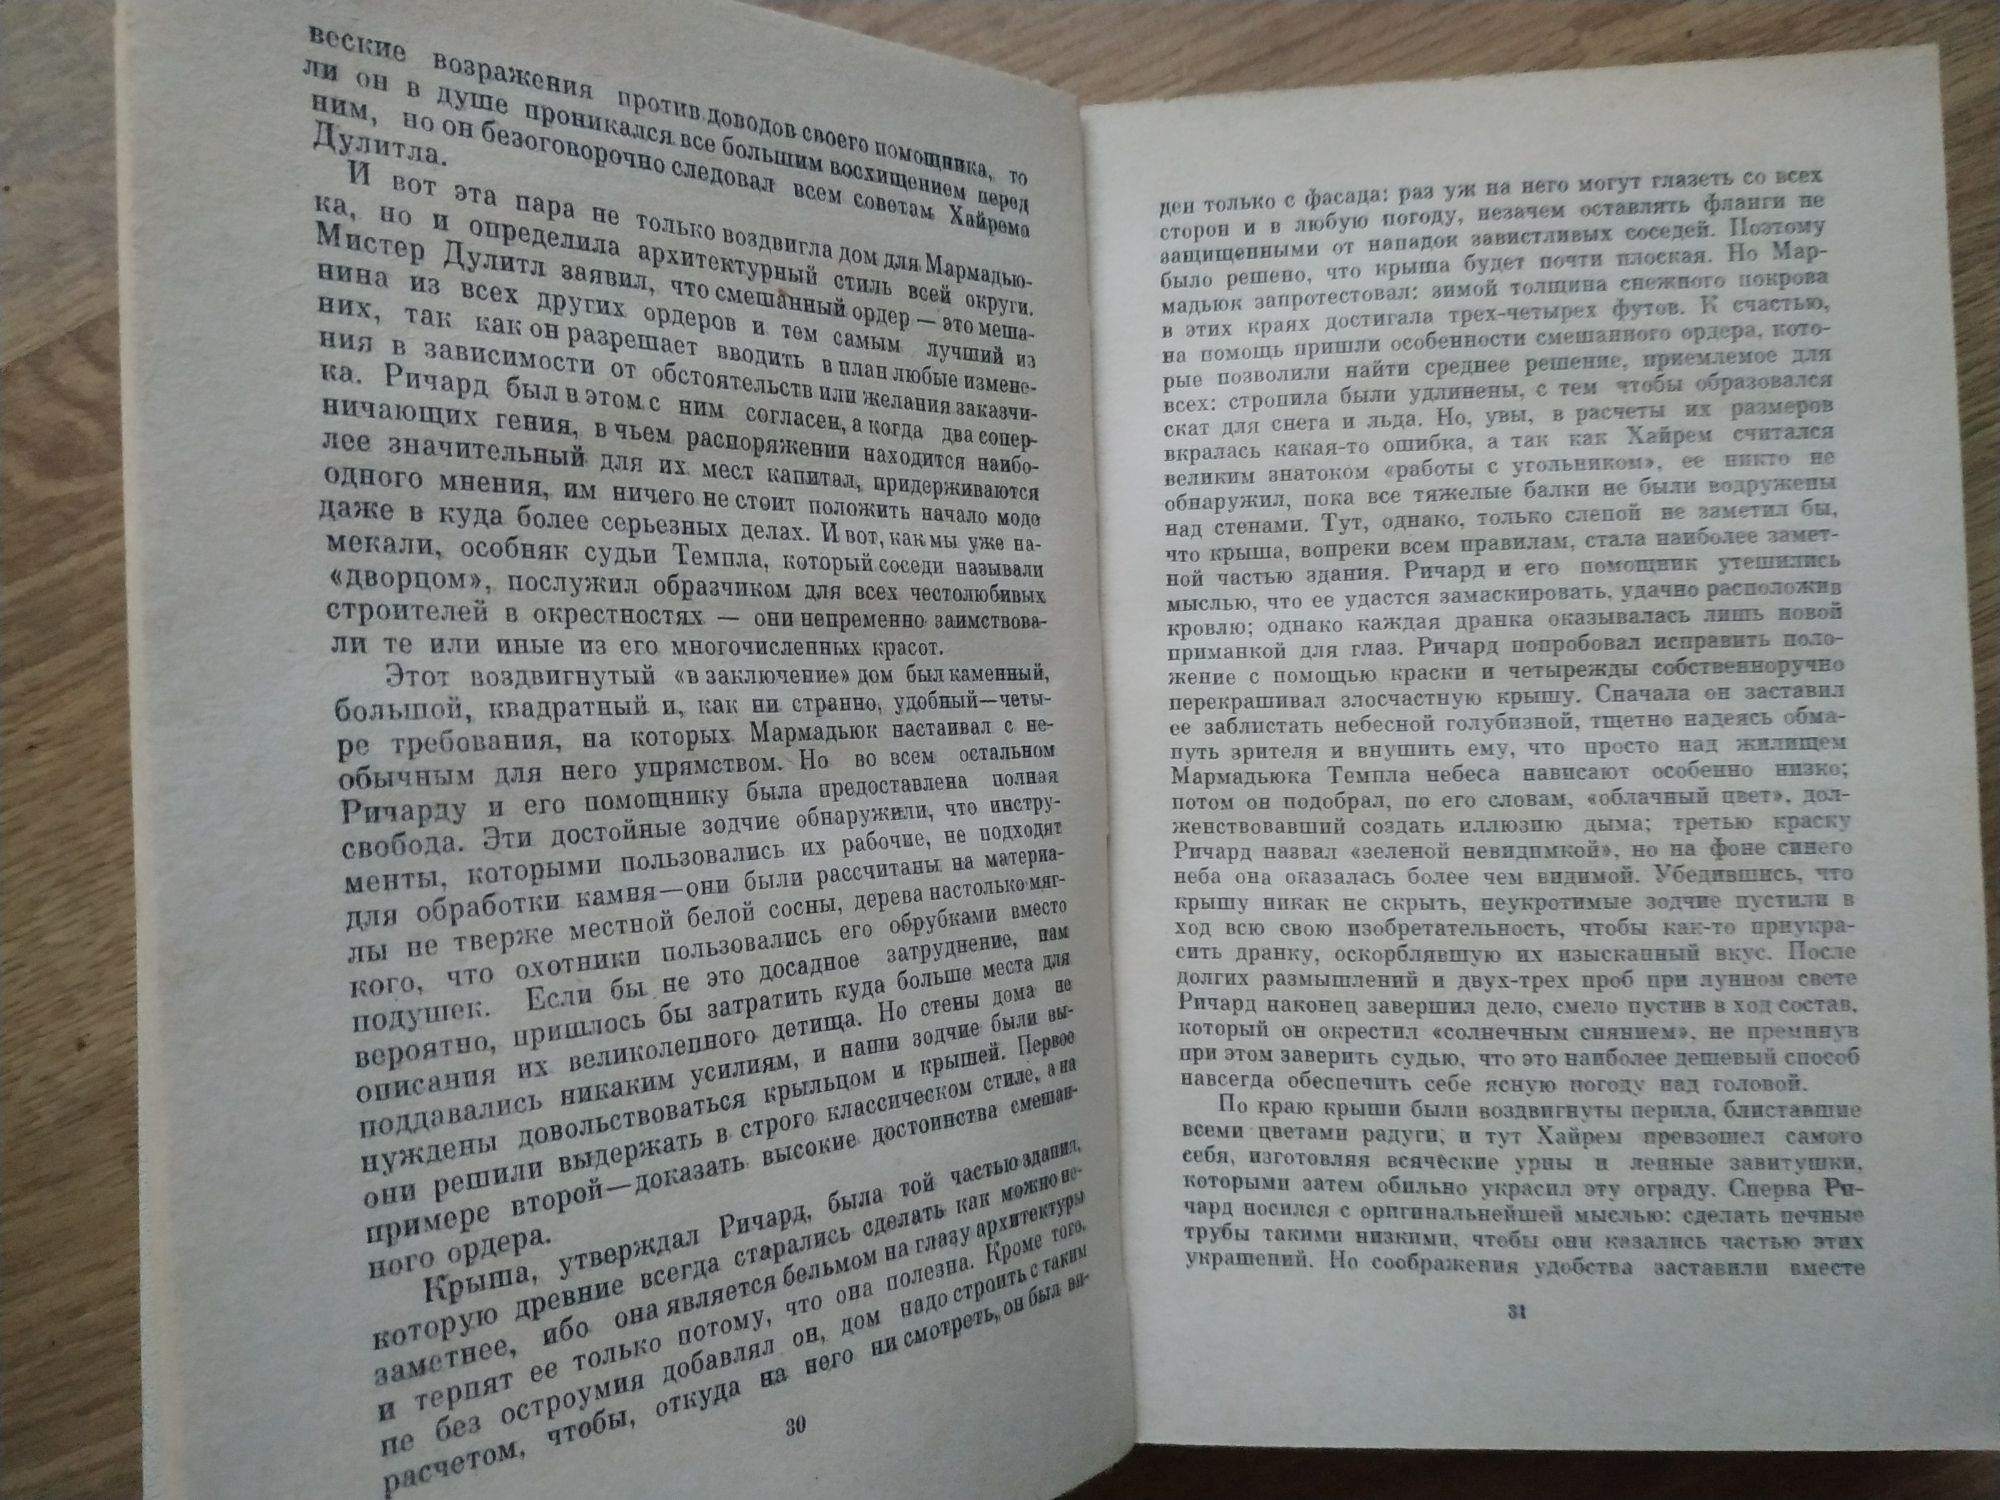 веские возражения против доводов своего помощника, то
ли он в душе проникался все большим восхищением перед
ним, но он безоговорочно следовал всем советам Хайрема
Дулитла.
И вот эта пара не только воздвигла дом для Мармадью-
ка, но и определила архитектурный стиль всей округи.
Мистер Дулитл заявил, что смешанный ордер — это меша-
нина из всех других ордеров и тем самым лучший из
них, так как он разрешает вводить в план любые измене-
ния в зависимости от обстоятельств или желания заказчи-
ка. Ричард был в этом с ним согласен, а когда два сопер-
ничающих гения, в чьем распоряжении находится наибо-
лее значительный для их мест капитал, придерживаются
одного мнения, им ничего не стоит положить начало моде
даже в куда более серьезных делах. И вот, как мы уже на-
мекали, особняк судьи Темпла, который соседи называли
«дворцом», послужил образчиком для всех честолюбивых
строителей в окрестностях — они непременно заимствова-
ли те или иные из его многочисленных красот.
Этот воздвигнутый «в заключение» дом был каменный,
большой, квадратный и, как ни странно, удобный—четы-
ре требования, на которых Мармадьюк настаивал с не-
обычным для него упрямством. Но во всем остальном
Ричарду и его помощнику была предоставлена полная
свобода. Эти достойные зодчие обнаружили, что инстру-
менты, которыми пользовались их рабочие, не подходят
для обработки камня—они были рассчитаны на материа-
лы не тверже местной белой сосны, дерева настолько мяг-
кого, что охотники пользовались его обрубками вместо
подушек. Если бы не это досадное затруднение, нам
вероятно, пришлось бы затратить куда больше места для
описания их великолепного детища. Но стены дома не
поддавались никаким усилиям, и наши зодчие были вы-
нуждены довольствоваться крыльцом и крышей. Первое
они решили выдержать в строго классическом стиле, а на
примере второй—доказать высокие достоинства смешан-
ного ордера.
Крыша, утверждал Ричард, была той частью здания,
которую древние всегда старались сделать как можно не-
заметнее, ибо она является бельмом на глазу архитектуры
и терпят ее только потому, что она полезна. Кроме того,
не без остроумия добавлял он, дом надо строить с таким
расчетом, чтобы, откуда на него ни смотреть, он был ви-
30
ден только с фасада: раз уж на него могут глазеть со всех
сторон и в любую погоду, незачем оставлять фланги не
защищенными от нападок завистливых соседей. Поэтому
было решено, что крыша будет почти плоская. Но Мар-
мадьюк запротестовал: зимой толщина снежного покрова
в этих краях достигала трех-четырех футов. К счастью,
на помощь пришли особенности смешанного ордера, кото-
рые позволили найти среднее решение, приемлемое для
всех: стропила были удлинены, с тем чтобы образовался
скат для снега и льда. Но, увы, в расчеты их размеров
вкралась какая-то ошибка, а так как Хайрем считался
великим знатоком «работы с угольником», ее никто не
обнаружил, пока все тяжелые балки не были водружены
над стенами. Тут, однако, только слепой не заметил бы,
что крыша, вопреки всем правилам, стала наиболее замет-
ной частью здания. Ричард и его помощник утешились
мыслью, что ее удастся замаскировать, удачно расположив
кровлю; однако каждая дранка оказывалась лишь новой
приманкой для глаз. Ричард попробовал исправить поло-
жение с помощью краски и четырежды собственноручно
перекрашивал злосчастную крышу. Сначала он заставил
ее заблистать небесной голубизной, тщетно надеясь обма-
путь зрителя и внушить ему, что просто над жилищем
Мармадьюка Темпла небеса нависают особенно низко;
потом он подобрал, по его словам, «облачный цвет», дол-
женствовавший создать иллюзию дыма; третью краску
Ричард назвал «зеленой невидимкой», но на фоне синего
неба она оказалась более чем видимой. Убедившись, что
крышу никак не скрыть, неукротимые зодчие пустили в
ход всю свою изобретательность, чтобы как-то приукра-
сить дранку, оскорблявшую их изысканный вкус. После
долгих размышлений и двух-трех проб при лунном свете
Ричард наконец завершил дело, смело пустив в ход состав,
который он окрестил «солнечным сиянием», не преминув
при этом заверить судью, что это наиболее дешевый способ
навсегда обеспечить себе ясную погоду над головой.
По краю крыши были воздвигнуты перила, блиставшие
всеми цветами радуги, и тут Хайрем превзошел самого
себя, изготовляя всяческие урны и лепные завитушки,
которыми затем обильно украсил эту ограду. Сперва Ри-
чард носился с оригинальнейшей мыслью: сделать печные
трубы такими низкими, чтобы они казались частью этих
украшений. Но соображения удобства заставили вместо
31